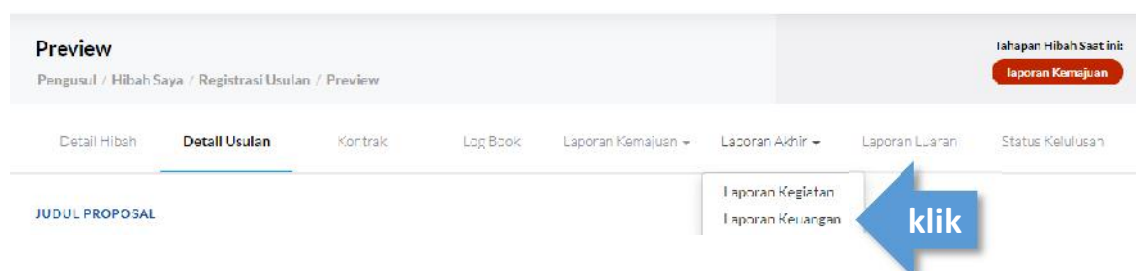 Preview
Tahapan Hibah Saat ini:
Pengusul / Hibah Saya / Registrasi Usulan / Preview
laporan Kemajuan
Detail Hibah Detail Usulan Kontrak Log Book Laporan Kemajuan Laporan Akhir Laporan Luaran Status Kelulusan
Laporan Kegiatan
JUDUL PROPOSAL
Laporan Keuangan
klik